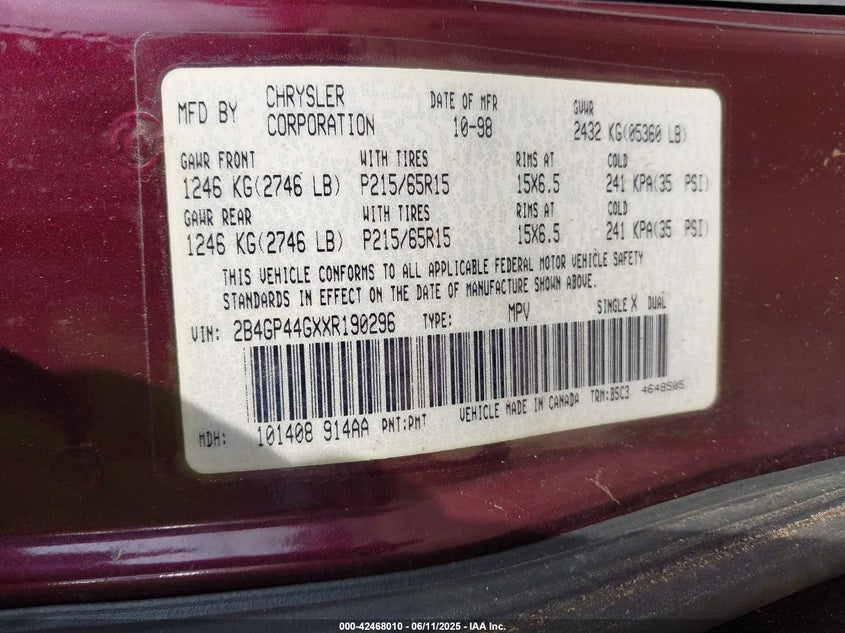 MFD BY CHRYSLER CORPORATION DATE OF MFR 10-98 GVWR 2432 KG(05360 LB)
GAWR FRONT WITH TIRES RIMS AT COLD
1246 KG(2746 LB) P215/65R15 15X6.5 241 KPA(35 PSI)
GAWR REAR WITH TIRES RIMS AT COLD
1246 KG(2746 LB) P215/65R15 15X6.5 241 KPA(35 PSI)
THIS VEHICLE CONFORMS TO ALL APPLICABLE FEDERAL MOTOR VEHICLE SAFETY
STANDARDS IN EFFECT ON THE DATE OF MANUFACTURE SHOWN ABOVE.
VIN: 2B4GP44GXXR190296 TYPE: MPV SINGLE X DUAL
MDH: 101408 914AA PNT:PMT VEHICLE MADE IN CANADA TRM:B5C3 4648505
000-42468010 / 06/11/2025 - IAA Inc.